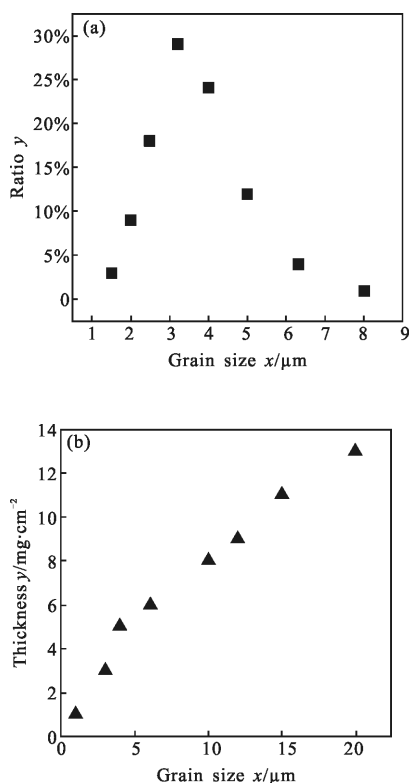 (a)
30%
25%
20%
15%
10%
5%
0
Ratio y
1 2 3 4 5 6 7 8 9
Grain size x/μm
(b)
14
12
10
8
6
4
2
0
Thickness y/mg·cm⁻²
0 5 10 15 20
Grain size x/μm